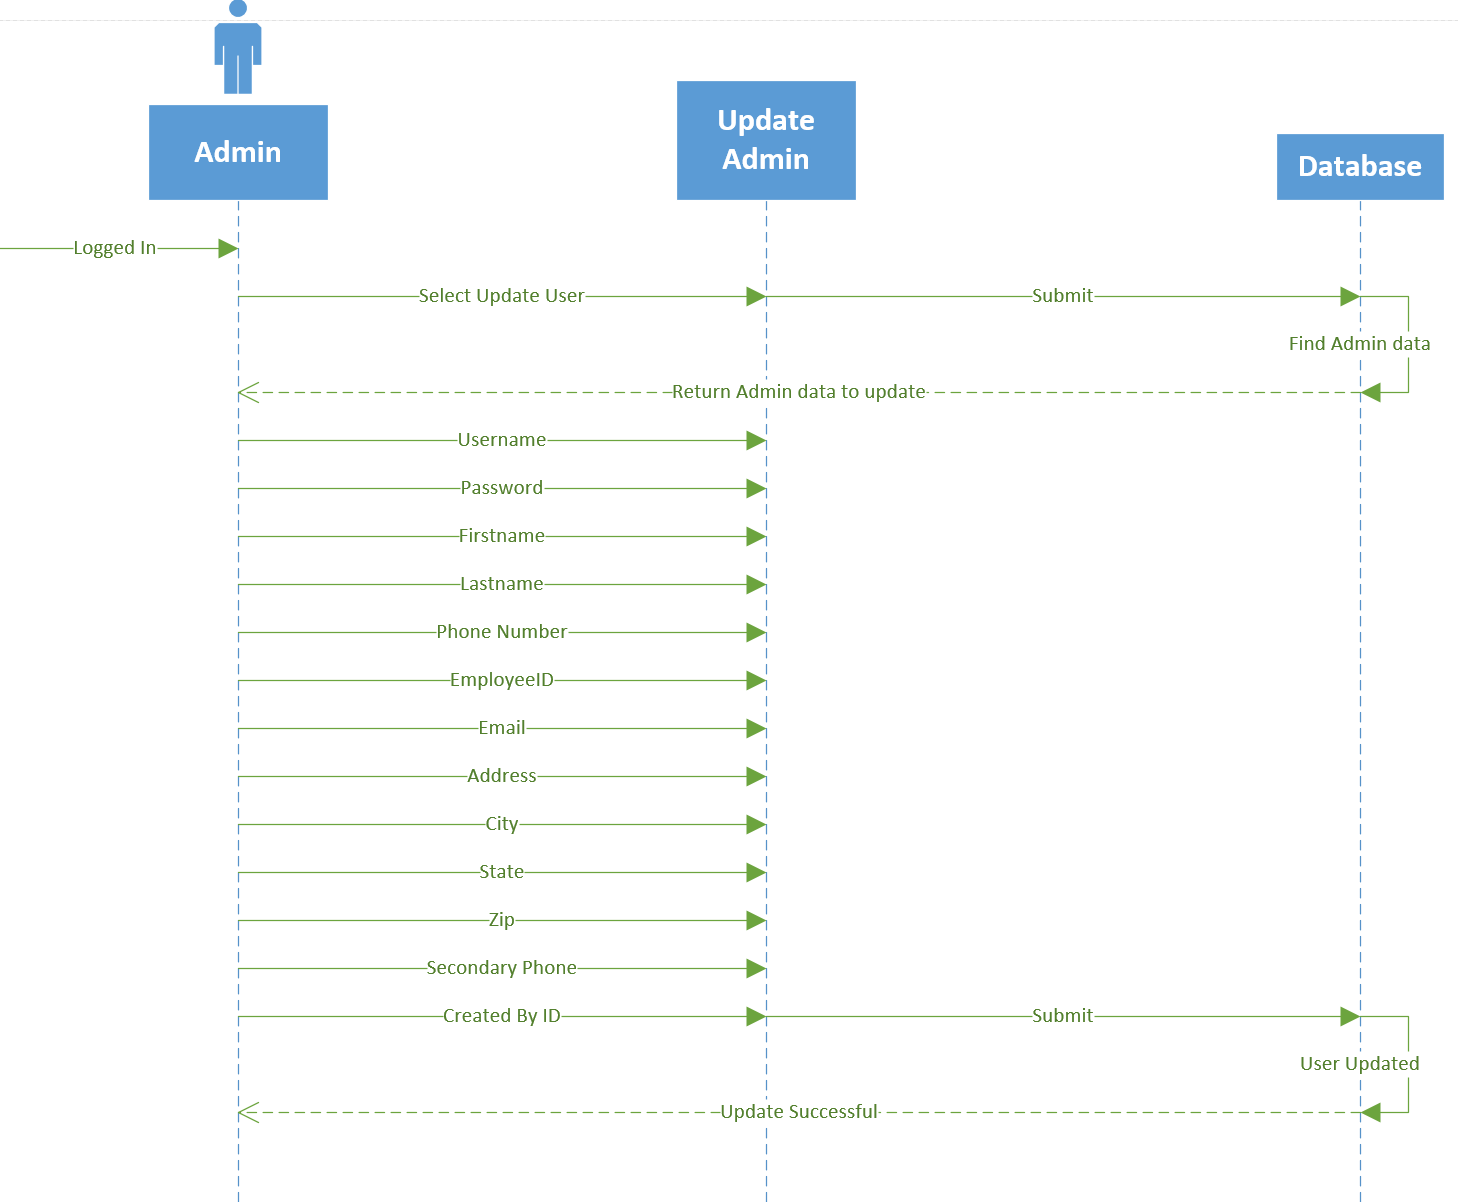 Admin
Update
Admin
Database
Logged In
Select Update User
Submit
Find Admin data
Return Admin data to update
Username
Password
Firstname
Lastname
Phone Number
EmployeeID
Email
Address
City
State
Zip
Secondary Phone
Created By ID
Submit
User Updated
Update Successful